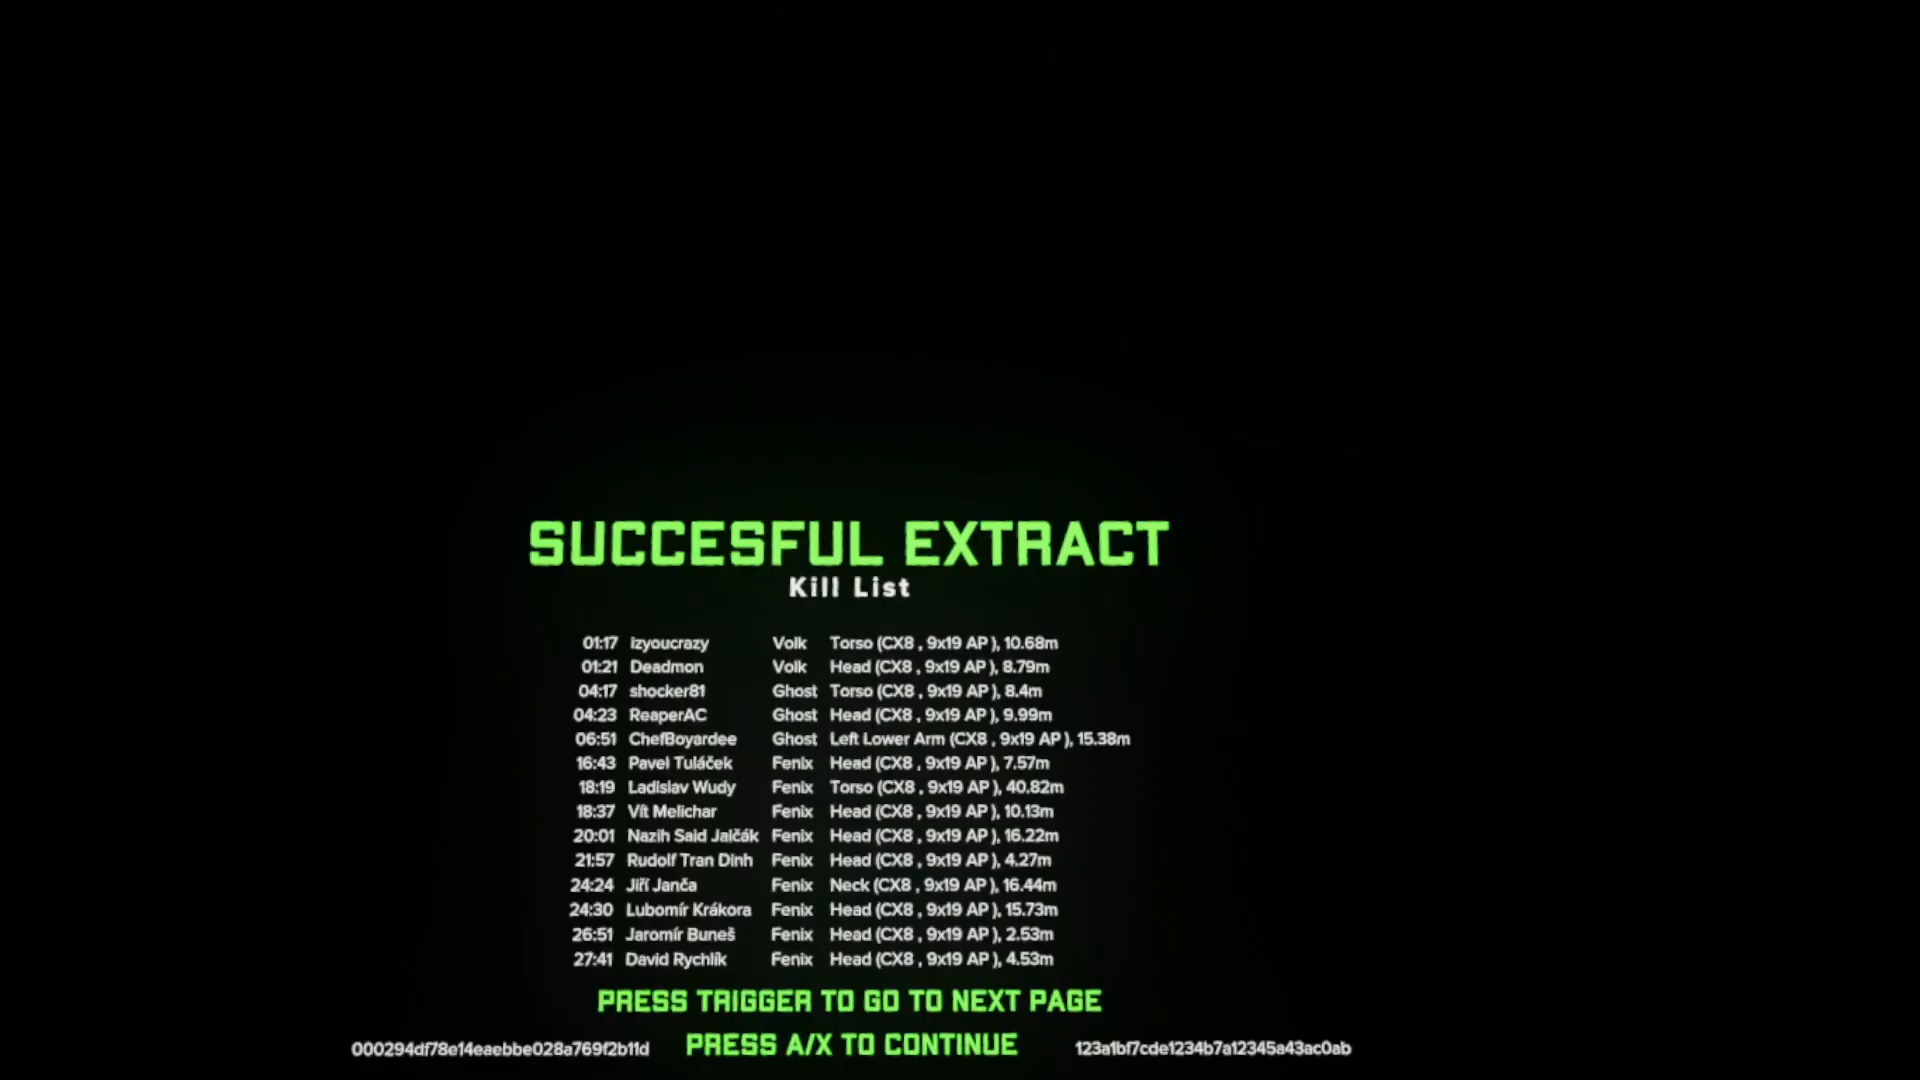 SUCCESFUL EXTRACT
Kill List
01:17 izyoucrazy Volk Torso (CX8 , 9x19 AP ), 10.68m
01:21 Deadmon Volk Head (CX8 , 9x19 AP ), 8.79m
04:17 shocker81 Ghost Torso (CX8 , 9x19 AP ), 8.4m
04:23 ReaperAC Ghost Head (CX8 , 9x19 AP ), 9.99m
06:51 ChefBoyardee Ghost Left Lower Arm (CX8 , 9x19 AP ), 15.38m
16:43 Pavel Tuláček Fenix Head (CX8 , 9x19 AP ), 7.57m
18:19 Ladislav Wudy Fenix Torso (CX8 , 9x19 AP ), 40.82m
18:37 Vít Melichar Fenix Head (CX8 , 9x19 AP ), 10.13m
20:01 Nazih Said Jalčák Fenix Head (CX8 , 9x19 AP ), 16.22m
21:57 Rudolf Tran Dinh Fenix Head (CX8 , 9x19 AP ), 4.27m
24:24 Jiří Janča Fenix Neck (CX8 , 9x19 AP ), 16.44m
24:30 Lubomír Krákora Fenix Head (CX8 , 9x19 AP ), 15.73m
26:51 Jaromír Buneš Fenix Head (CX8 , 9x19 AP ), 2.53m
27:41 David Rychlík Fenix Head (CX8 , 9x19 AP ), 4.53m
PRESS TRIGGER TO GO TO NEXT PAGE
000294df78e14eaebbe028a769f2b11d PRESS A/X TO CONTINUE 123a1bf7cde1234b7a12345a43ac0ab